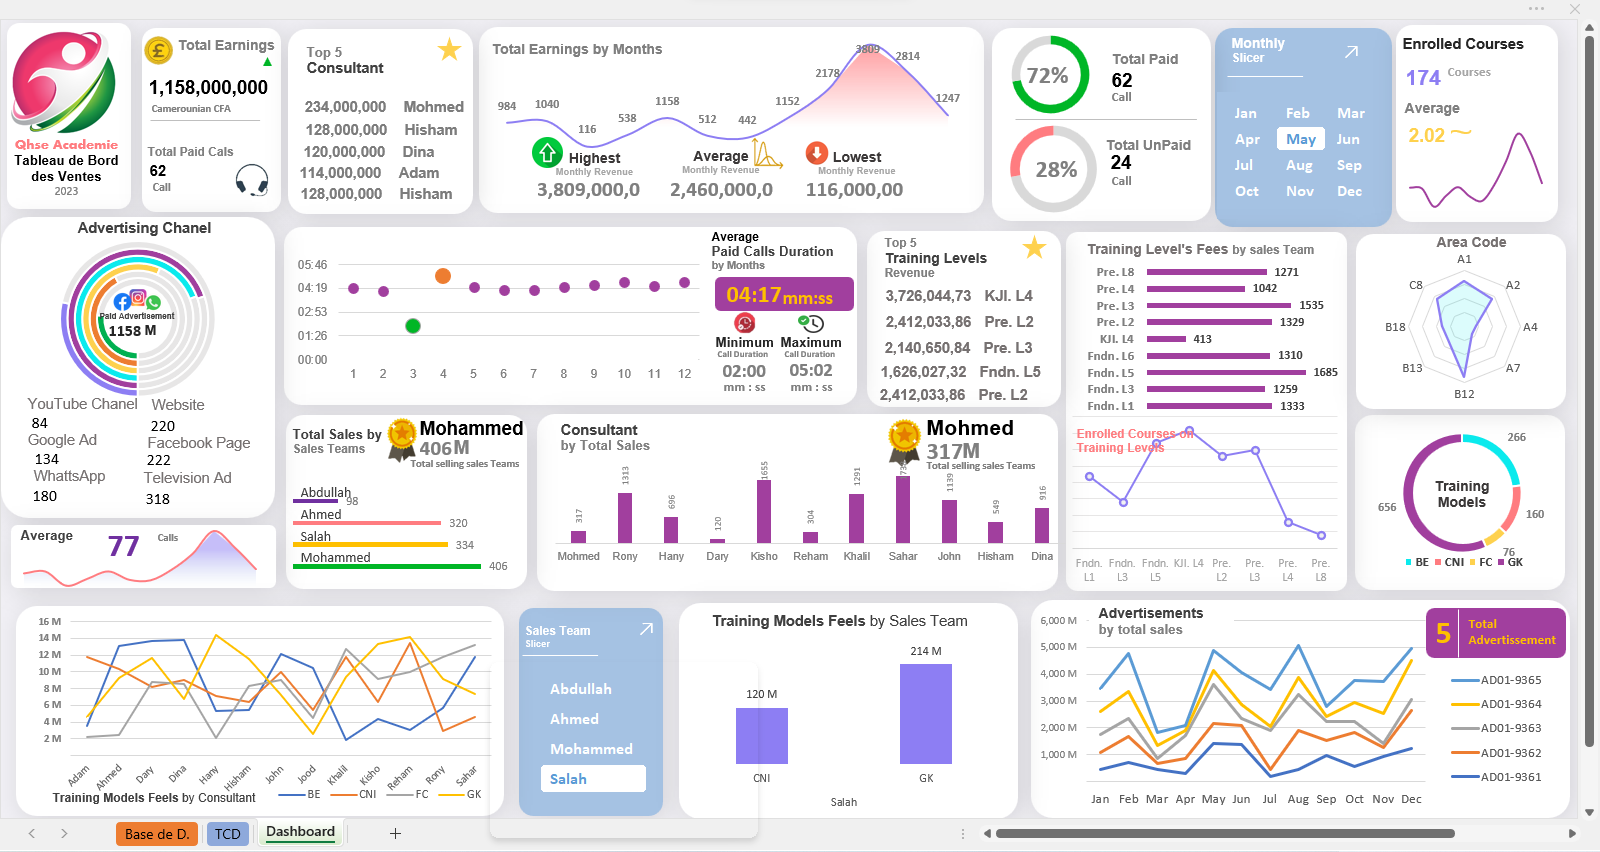 Qhse Academie
Tableau de Bord
des Ventes
2023
Total Earnings
1,158,000,000
Camerounian CFA
Total Paid Cals
62
Call
Top 5
Consultant
234,000,000 Mohmed
128,000,000 Hisham
120,000,000 Dina
114,000,000 Adam
128,000,000 Hisham
Total Earnings by Months
984 1040 116 538 1158 512 442 1152 2178 3809 2814 1247
Highest
Monthly Revenue
3,809,000,0
Average
Monthly Revenue
2,460,000,0
Lowest
Monthly Revenue
116,000,00
72%
Total Paid
62
Call
28%
Total UnPaid
24
Call
Monthly
Slicer
Jan Feb Mar
Apr May Jun
Jul Aug Sep
Oct Nov Dec
Enrolled Courses
174 Courses
Average
2.02
Advertising Chanel
Paid Advertisement
1158 M
YouTube Chanel Website
84 220
Google Ad Facebook Page
134 222
WhattsApp Television Ad
180 318
Average 77 Calls
05:46
04:19
02:53
01:26
00:00
1 2 3 4 5 6 7 8 9 10 11 12
Average
Paid Calls Duration
by Months
04:17mm:ss
Minimum
Call Duration
02:00
mm : ss
Maximum
Call Duration
05:02
mm : ss
Top 5
Training Levels
Revenue
3,726,044,73 KJl. L4
2,412,033,86 Pre. L2
2,140,650,84 Pre. L3
1,626,027,32 Fndn. L5
2,412,033,86 Pre. L2
Training Level's Fees by sales Team
Pre. L8 1271
Pre. L4 1042
Pre. L3 1535
Pre. L2 1329
KJl. L4 413
Fndn. L6 1310
Fndn. L5 1685
Fndn. L3 1259
Fndn. L1 1333
Enrolled Courses on
Training Levels
Fndn. L1 Fndn. L3 Fndn. L5 KJl. L4 Pre. L2 Pre. L3 Pre. L4 Pre. L8
Area Code
A1
A2
A4
A7
B12
B13
B18
C8
Total Sales by
Sales Teams
Mohammed
406M
Total selling sales Teams
Abdullah 98
Ahmed 320
Salah 334
Mohammed 406
Consultant
by Total Sales
Mohmed
317M
Total selling sales Teams
317 1313 696 120 1655 304 1291 1139 549 916
Mohmed Rony Hany Dary Kisho Reham Khalil Sahar John Hisham Dina
Training
Models
266
160
76
656
BE CNI FC GK
16 M
14 M
12 M
10 M
8 M
6 M
4 M
2 M
Adam Ahmed Dary Dina Hany Hisham John Jood Khalil Kisho Reham Rony Sahar
Training Models Feels by Consultant
BE CNI FC GK
Sales Team
Slicer
Abdullah
Ahmed
Mohammed
Salah
Training Models Feels by Sales Team
120 M
214 M
CNI GK
Salah
Advertisements
by total sales
5 Total
Advertissement
6,000 M
5,000 M
4,000 M
3,000 M
2,000 M
1,000 M
Jan Feb Mar Apr May Jun Jul Aug Sep Oct Nov Dec
AD01-9365
AD01-9364
AD01-9363
AD01-9362
AD01-9361
Base de D. TCD Dashboard